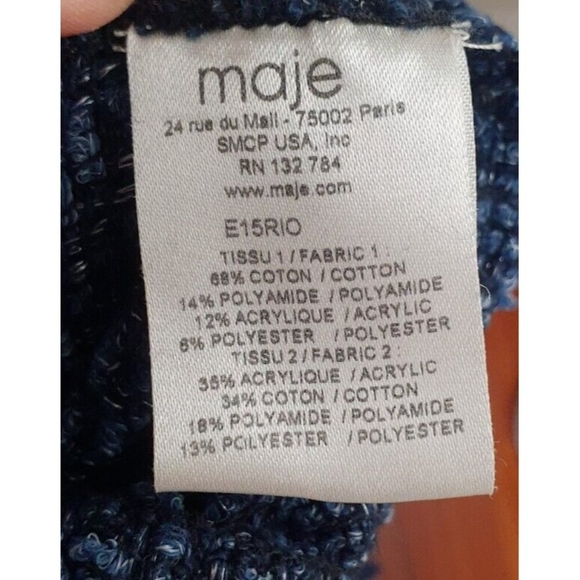 maje
24 rue du Mail - 75002 Paris
SMCP USA, Inc
RN 132 784
www.maje.com
E15RIO
TISSU 1 / FABRIC 1 :
68% COTON / COTTON
14% POLYAMIDE / POLYAMIDE
12% ACRYLIQUE / ACRYLIC
6% POLYESTER / POLYESTER
TISSU 2 / FABRIC 2 :
35% ACRYLIQUE / ACRYLIC
34% COTON / COTTON
18% POLYAMIDE / POLYAMIDE
13% POLYESTER / POLYESTER